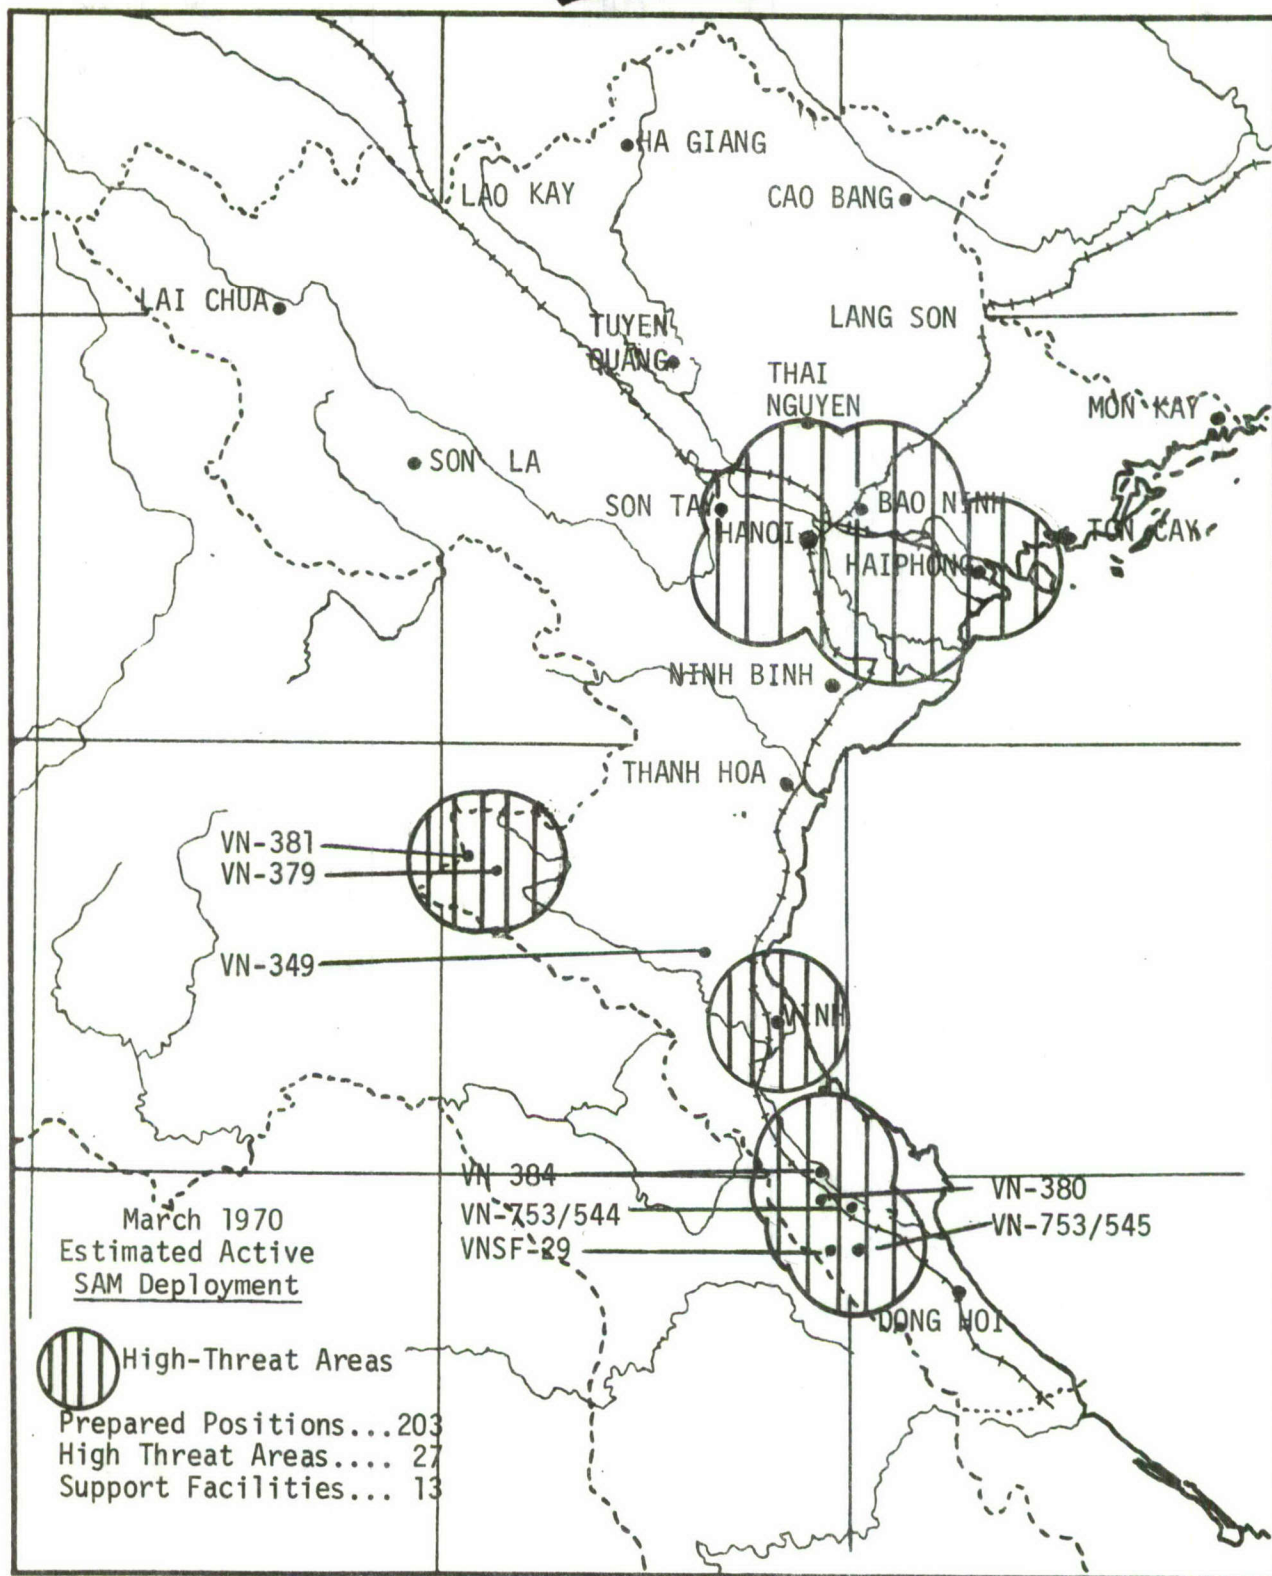 HA GIANG
LAO KAY
CAO BANG
LAI CHUA
LANG SON
TUYEN
QUANG
THAI
NGUYEN
MON KAY
SON LA
SON TAY
BAO NINH
HANOI
TON CAY
HAIPHONG
NINH BINH
THANH HOA
VN-381
VN-379
VN-349
VINH
VN-384
VN-380
VN-753/544
VN-753/545
VNSF-29
March 1970
Estimated Active
SAM Deployment
DONG HOI
High-Threat Areas
Prepared Positions...203
High Threat Areas.... 27
Support Facilities... 13